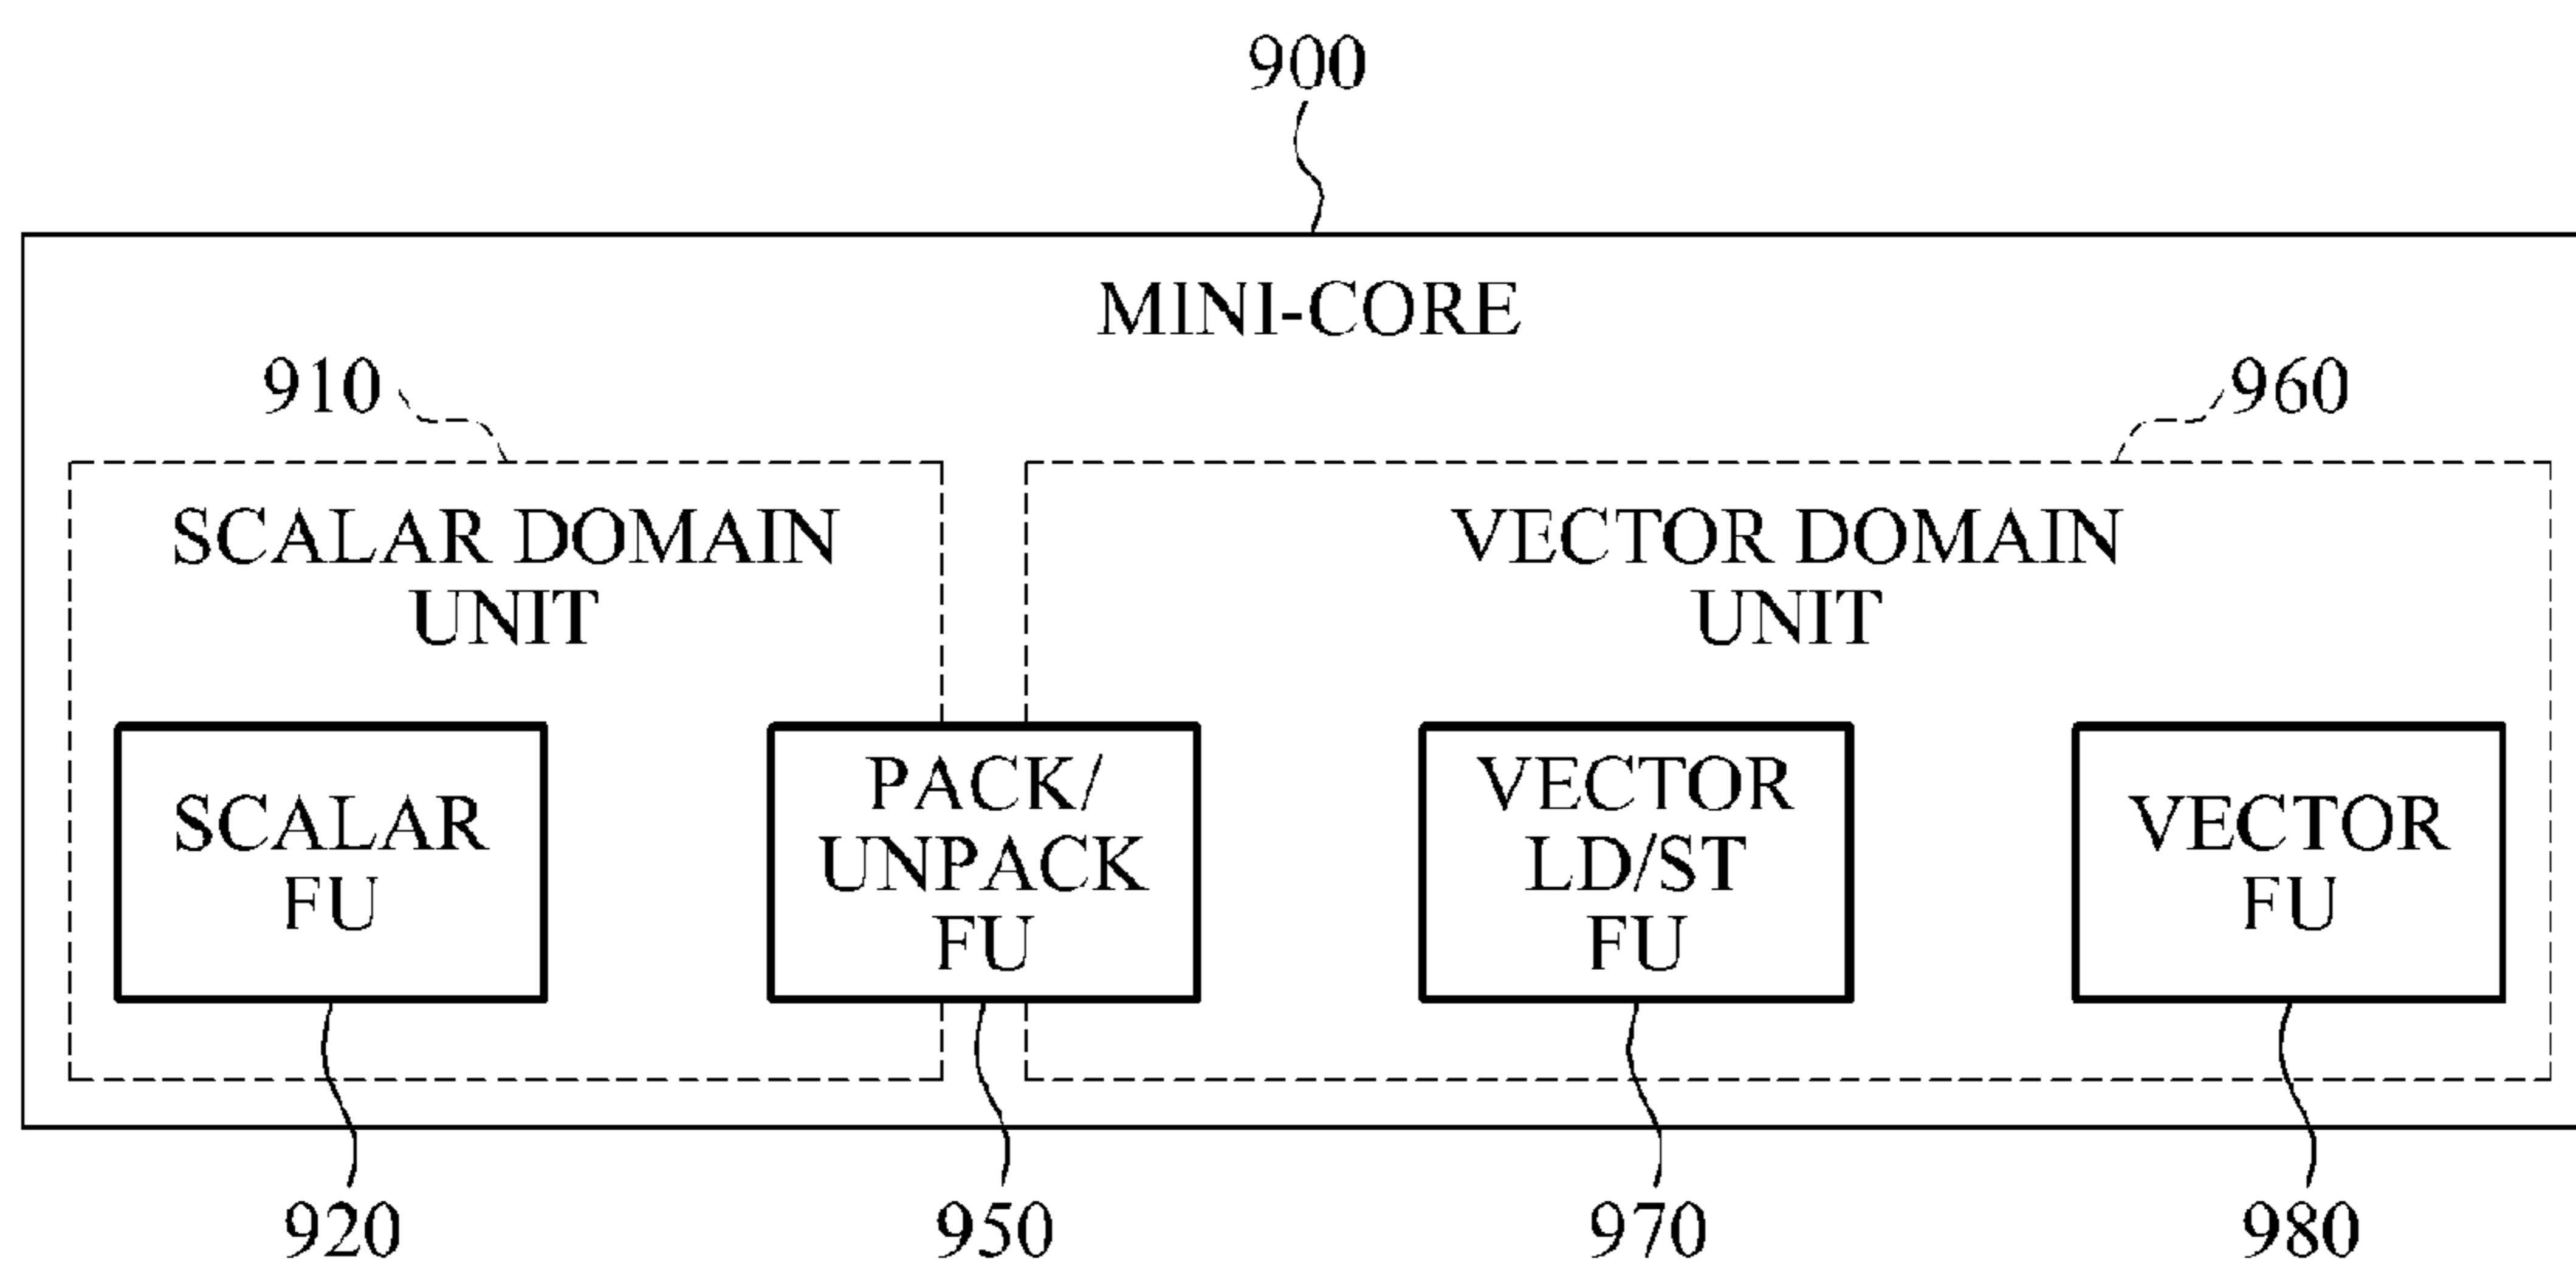 900
MINI-CORE
910
960
SCALAR DOMAIN
UNIT
VECTOR DOMAIN
UNIT
SCALAR
FU
PACK/
UNPACK
FU
VECTOR
LD/ST
FU
VECTOR
FU
920
950
970
980